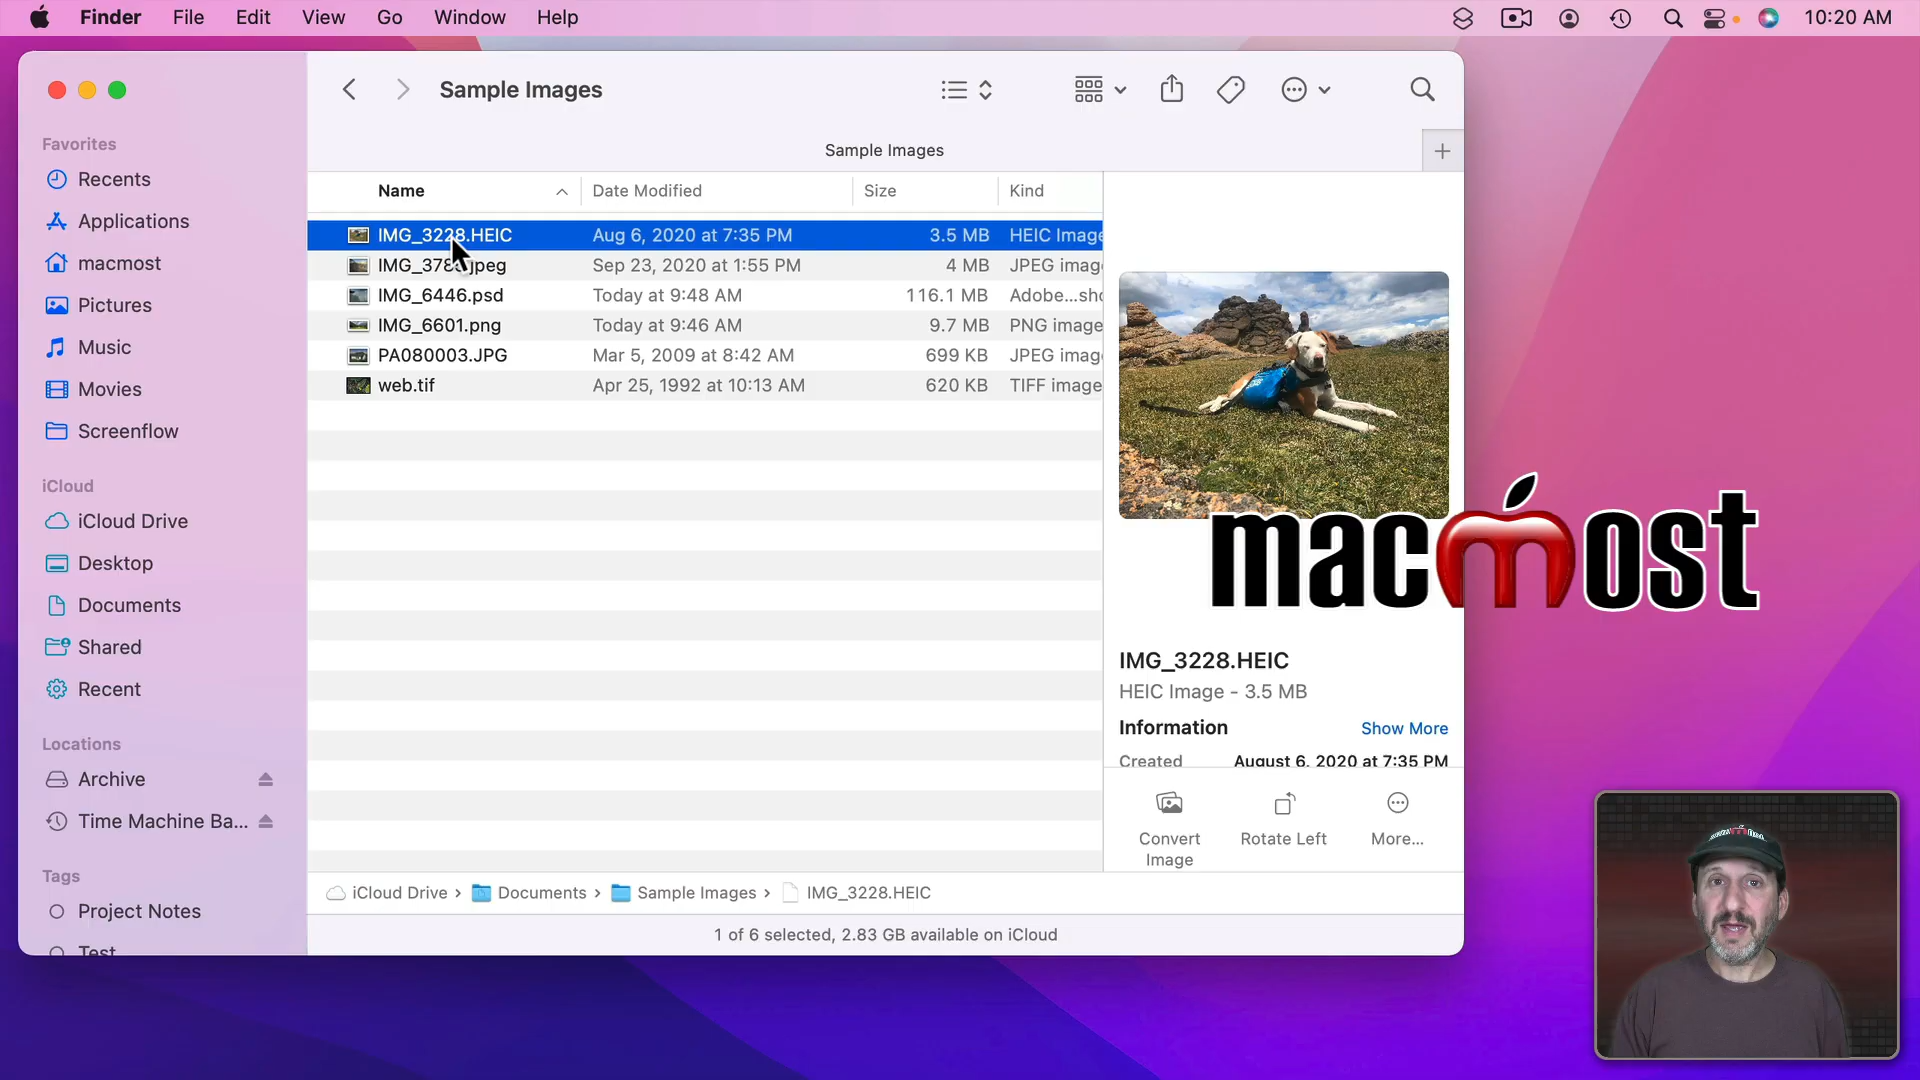 Finder File Edit View Go Window Help 10:20 AM
Sample Images
Sample Images
Favorites
Recents
Applications
macmost
Pictures
Music
Movies
Screenflow
iCloud
iCloud Drive
Desktop
Documents
Shared
Recent
Locations
Archive
Time Machine Ba...
Tags
Project Notes
Test
Name Date Modified Size Kind
IMG_3228.HEIC Aug 6, 2020 at 7:35 PM 3.5 MB HEIC Image
jpeg Sep 23, 2020 at 1:55 PM 4 MB JPEG imag
IMG_6446.psd Today at 9:48 AM 116.1 MB Adobe...sho
IMG_6601.png Today at 9:46 AM 9.7 MB PNG image
PA080003.JPG Mar 5, 2009 at 8:42 AM 699 KB JPEG imag
web.tif Apr 25, 1992 at 10:13 AM 620 KB TIFF image
macmost
IMG_3228.HEIC
HEIC Image - 3.5 MB
Information Show More
Created August 6, 2020 at 7:35 PM
Convert Image
Rotate Left
More...
iCloud Drive › Documents › Sample Images › IMG_3228.HEIC
1 of 6 selected, 2.83 GB available on iCloud
macmost